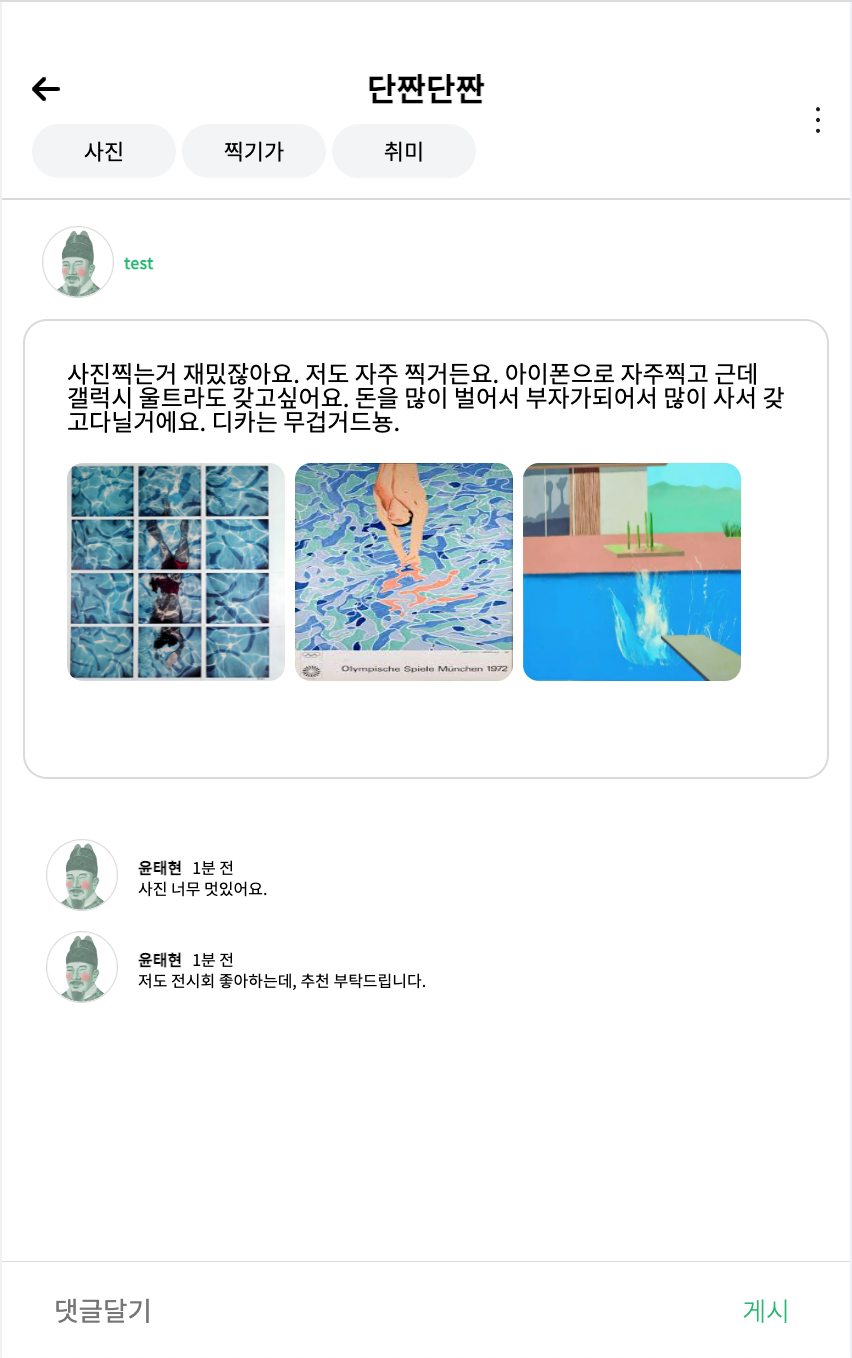 단짠단짠
사진 찍기가 취미
test
사진찍는거 재밌잖아요. 저도 자주 찍거든요. 아이폰으로 자주찍고 근데
갤럭시 울트라도 갖고싶어요. 돈을 많이 벌어서 부자가되어서 많이 사서 갖
고다닐거에요. 디카는 무겁거드뇽.
Olympische Spiele München 1972
윤태현 1분 전
사진 너무 멋있어요.
윤태현 1분 전
저도 전시회 좋아하는데, 추천 부탁드립니다.
댓글달기
게시